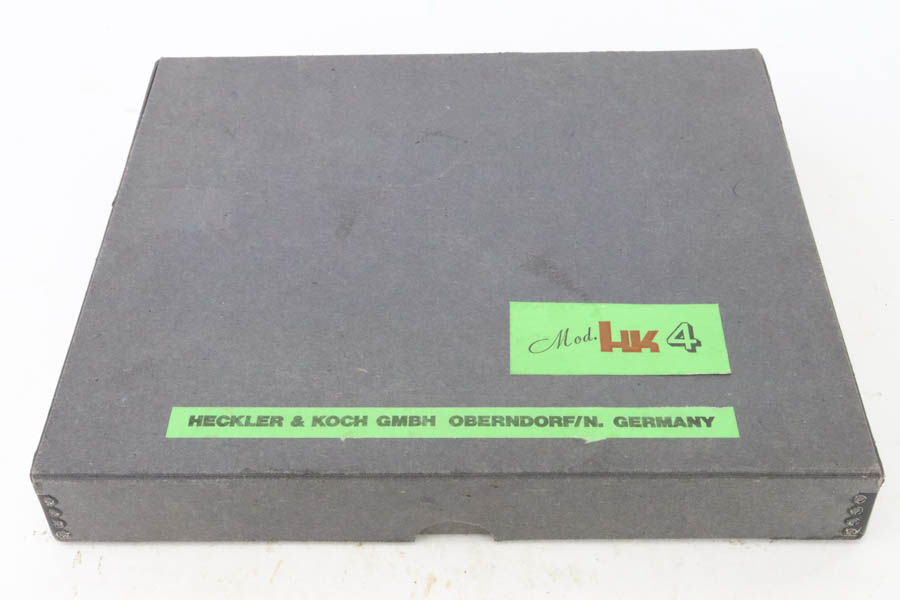 Mod. HK 4
HECKLER & KOCH GMBH OBERNDORF/N. GERMANY